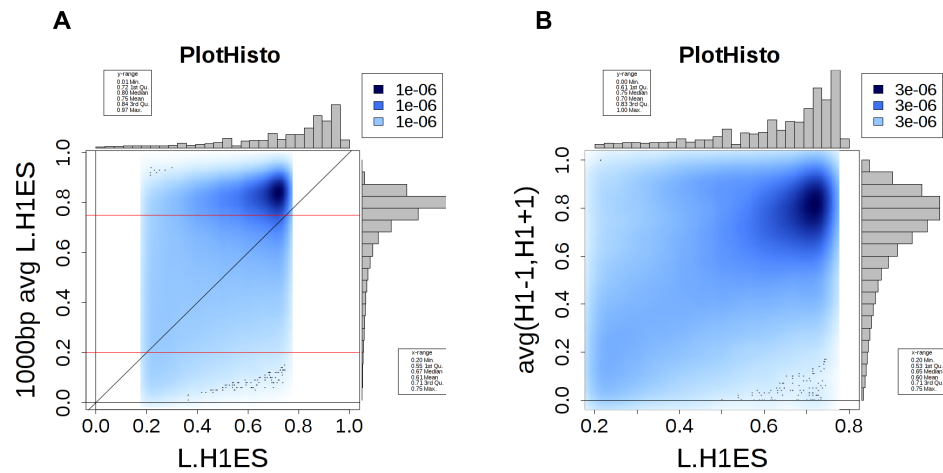 A
PlotHisto
y-range
0.01 Min.
0.72 1st Qu.
0.80 Median
0.75 Mean
0.84 3rd Qu.
0.97 Max.
1e-06
1e-06
1e-06
1000bp avg L.H1ES
1.0
0.8
0.6
0.4
0.2
0.0
0.0 0.2 0.4 0.6 0.8 1.0
L.H1ES
x-range
0.20 Min.
0.55 1st Qu.
0.67 Median
0.61 Mean
0.71 3rd Qu.
0.75 Max.
B
PlotHisto
y-range
0.00 Min.
0.61 1st Qu.
0.75 Median
0.70 Mean
0.83 3rd Qu.
1.00 Max.
3e-06
3e-06
3e-06
avg(H1-1,H1+1)
1.0
0.8
0.6
0.4
0.2
0.0
0.2 0.4 0.6 0.8
L.H1ES
x-range
0.20 Min.
0.53 1st Qu.
0.65 Median
0.60 Mean
0.71 3rd Qu.
0.75 Max.